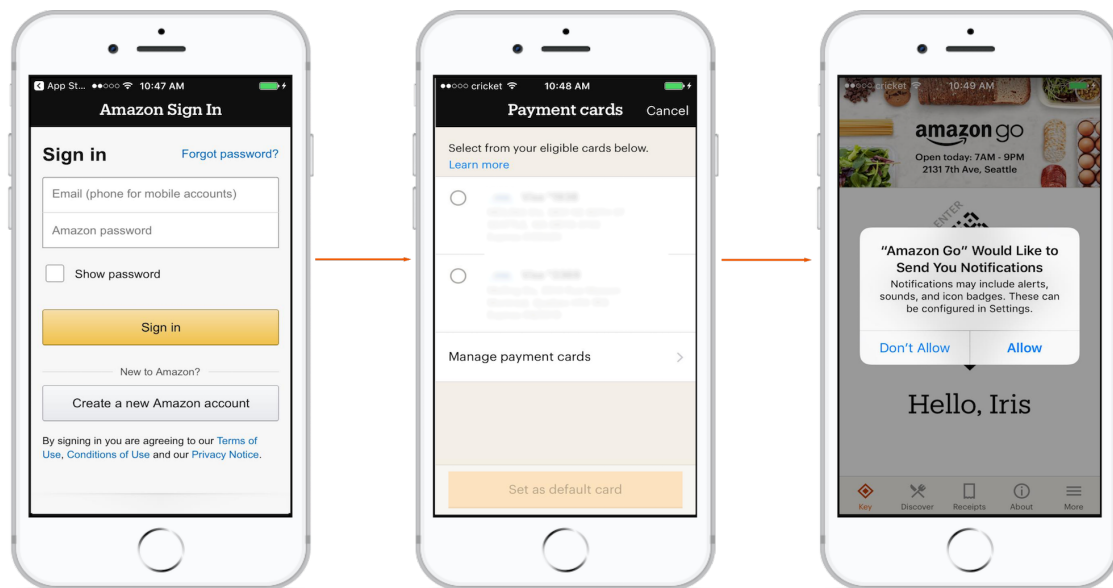 App St... 10:47 AM
Amazon Sign In
Sign in
Forgot password?
Email (phone for mobile accounts)
Amazon password
Show password
Sign in
New to Amazon?
Create a new Amazon account
By signing in you are agreeing to our Terms of
Use, Conditions of Use and our Privacy Notice.
cricket 10:48 AM
Payment cards
Cancel
Select from your eligible cards below.
Learn more
Manage payment cards
Set as default card
cricket 10:49 AM
amazon go
Open today: 7AM - 9PM
2131 7th Ave, Seattle
ENTER
"Amazon Go" Would Like to
Send You Notifications
Notifications may include alerts,
sounds, and icon badges. These can
be configured in Settings.
Don't Allow
Allow
Hello, Iris
Key
Discover
Receipts
About
More